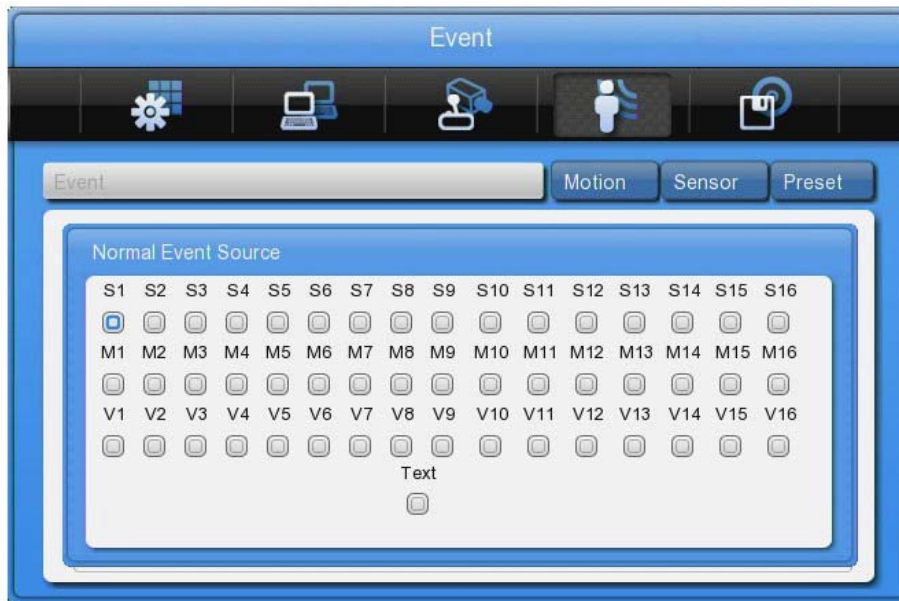 Event
Event Motion Sensor Preset
Normal Event Source
S1 S2 S3 S4 S5 S6 S7 S8 S9 S10 S11 S12 S13 S14 S15 S16
M1 M2 M3 M4 M5 M6 M7 M8 M9 M10 M11 M12 M13 M14 M15 M16
V1 V2 V3 V4 V5 V6 V7 V8 V9 V10 V11 V12 V13 V14 V15 V16
Text